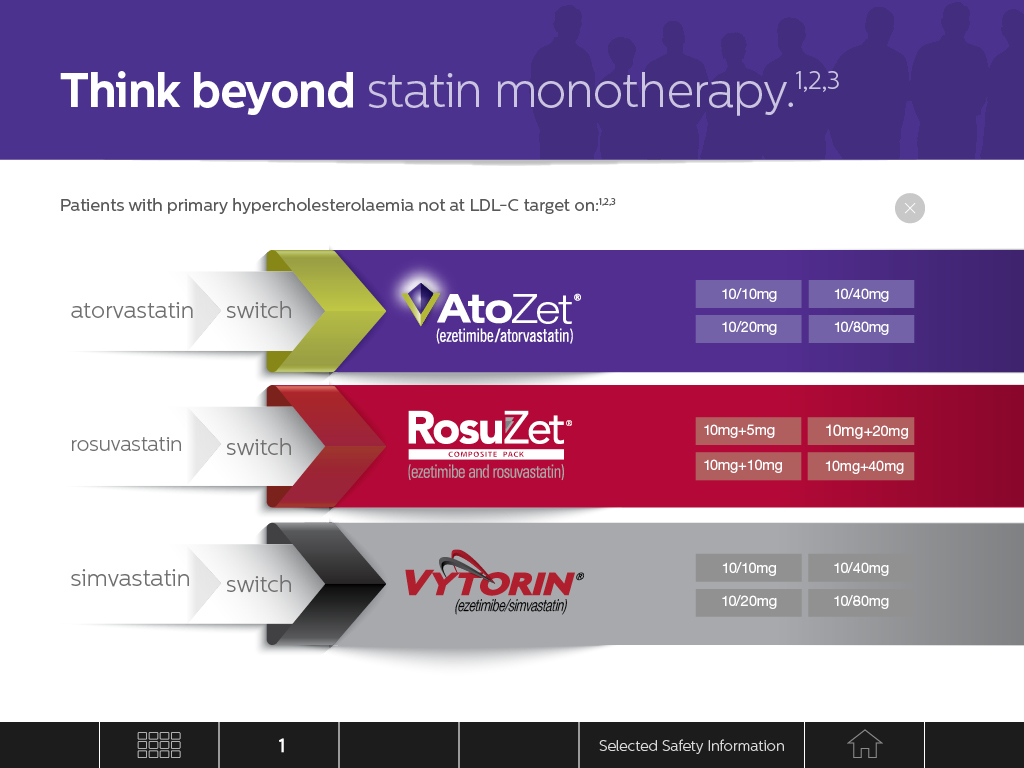 Think beyond statin monotherapy.1,2,3
Patients with primary hypercholesterolaemia not at LDL-C target on:1,2,3
atorvastatin
switch
AtoZet®
(ezetimibe/atorvastatin)
10/10mg
10/40mg
10/20mg
10/80mg
rosuvastatin
switch
RosuZet®
COMPOSITE PACK
(ezetimibe and rosuvastatin)
10mg+5mg
10mg+20mg
10mg+10mg
10mg+40mg
simvastatin
switch
VYTORIN®
(ezetimibe/simvastatin)
10/10mg
10/40mg
10/20mg
10/80mg
1
Selected Safety Information